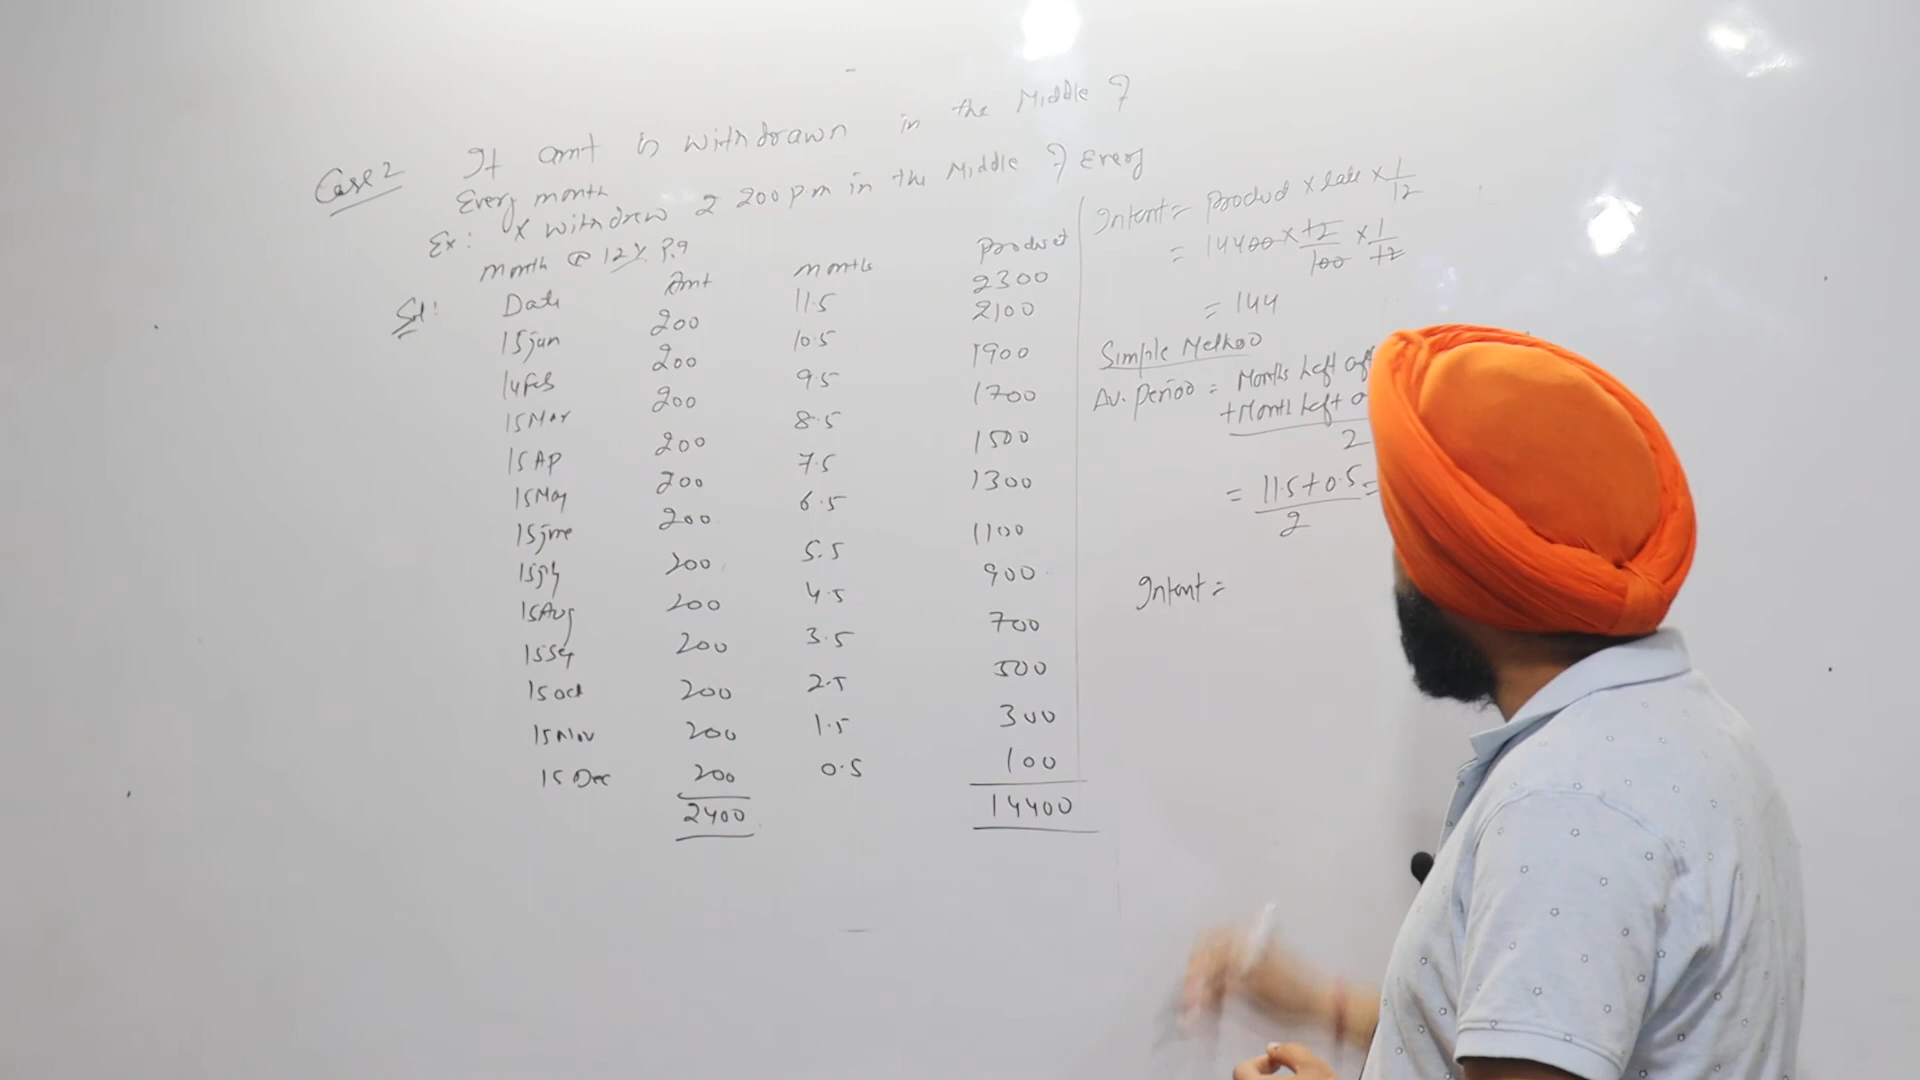 Case 2 If amt is withdrawn in the Middle of
Every month
Ex: X withdrew 2 200 pm in the Middle of Every
month @ 12% P.a
Sol: Date Amt months Product
15 jan 200 11.5 2300
14 Feb 200 10.5 2100
15 Mar 200 9.5 1900
15 AP 200 8.5 1700
15 May 200 7.5 1500
15 june 200 6.5 1300
15 july 200 5.5 1100
15 Aug 200 4.5 900
15 Sep 200 3.5 700
15 oct 200 2.5 500
15 Nov 200 1.5 300
15 Dec 200 0.5 100
2400 14400
= Product x rate x 1/12
= 14400 x 12/100 x 1/12
= 144
Simple Method
Av. Period = Months Left
+ Month Left
2
= 11.5 + 0.5 =
2